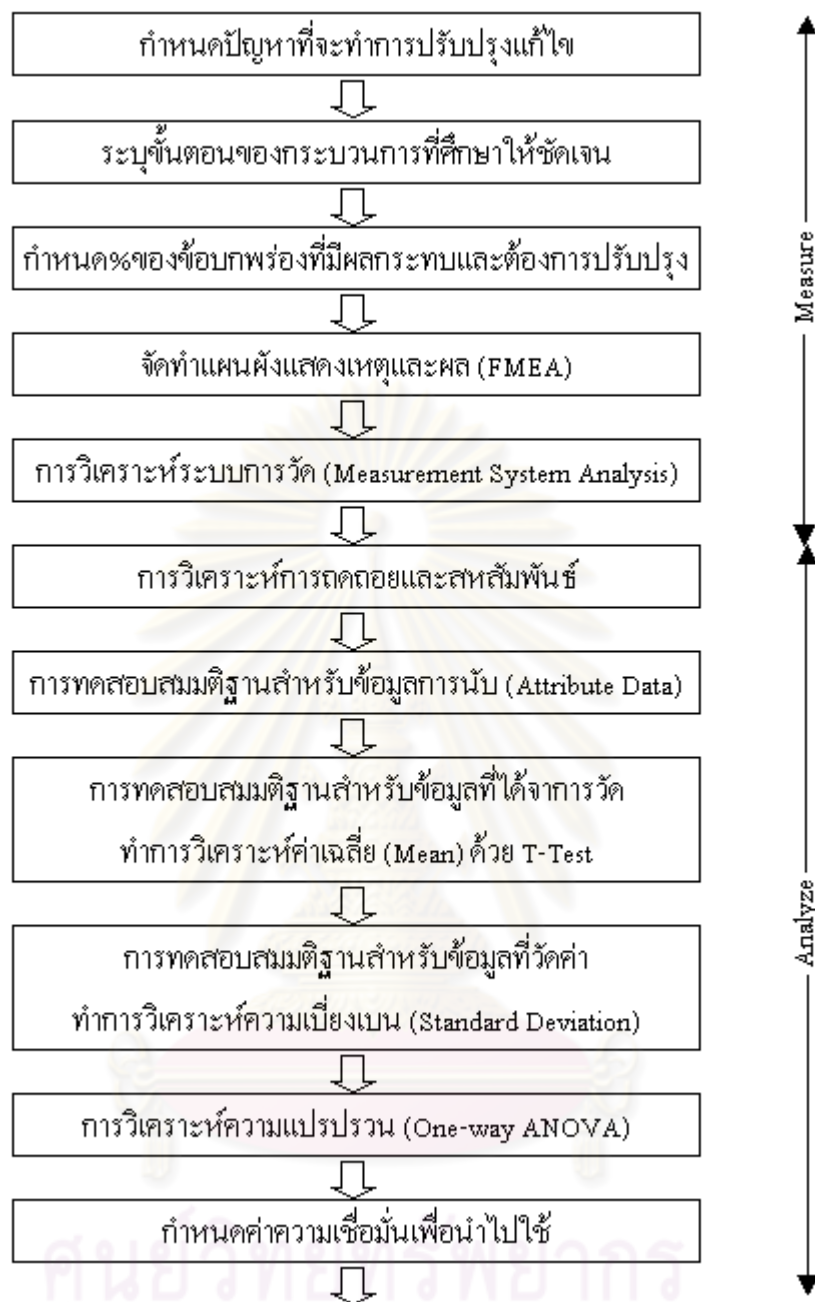 กำหนดปัญหาที่จะทำการปรับปรุงแก้ไข
ระบุขั้นตอนของกระบวนการที่ศึกษาให้ชัดเจน
กำหนด%ของข้อบกพร่องที่มีผลกระทบและต้องการปรับปรุง
จัดทำแผนผังแสดงเหตุและผล (FMEA)
การวิเคราะห์ระบบการวัด (Measurement System Analysis)
Measure
การวิเคราะห์การถดถอยและสหสัมพันธ์
การทดสอบสมมติฐานสำหรับข้อมูลการนับ (Attribute Data)
การทดสอบสมมติฐานสำหรับข้อมูลที่ได้จาการวัด
ทำการวิเคราะห์ค่าเฉลี่ย (Mean) ด้วย T-Test
การทดสอบสมมติฐานสำหรับข้อมูลที่วัดค่า
ทำการวิเคราะห์ความเบี่ยงเบน (Standard Deviation)
การวิเคราะห์ความแปรปรวน (One-way ANOVA)
กำหนดค่าความเชื่อมั่นเพื่อนำไปใช้
Analyze
ศูนย์วิทยทรัพยากร